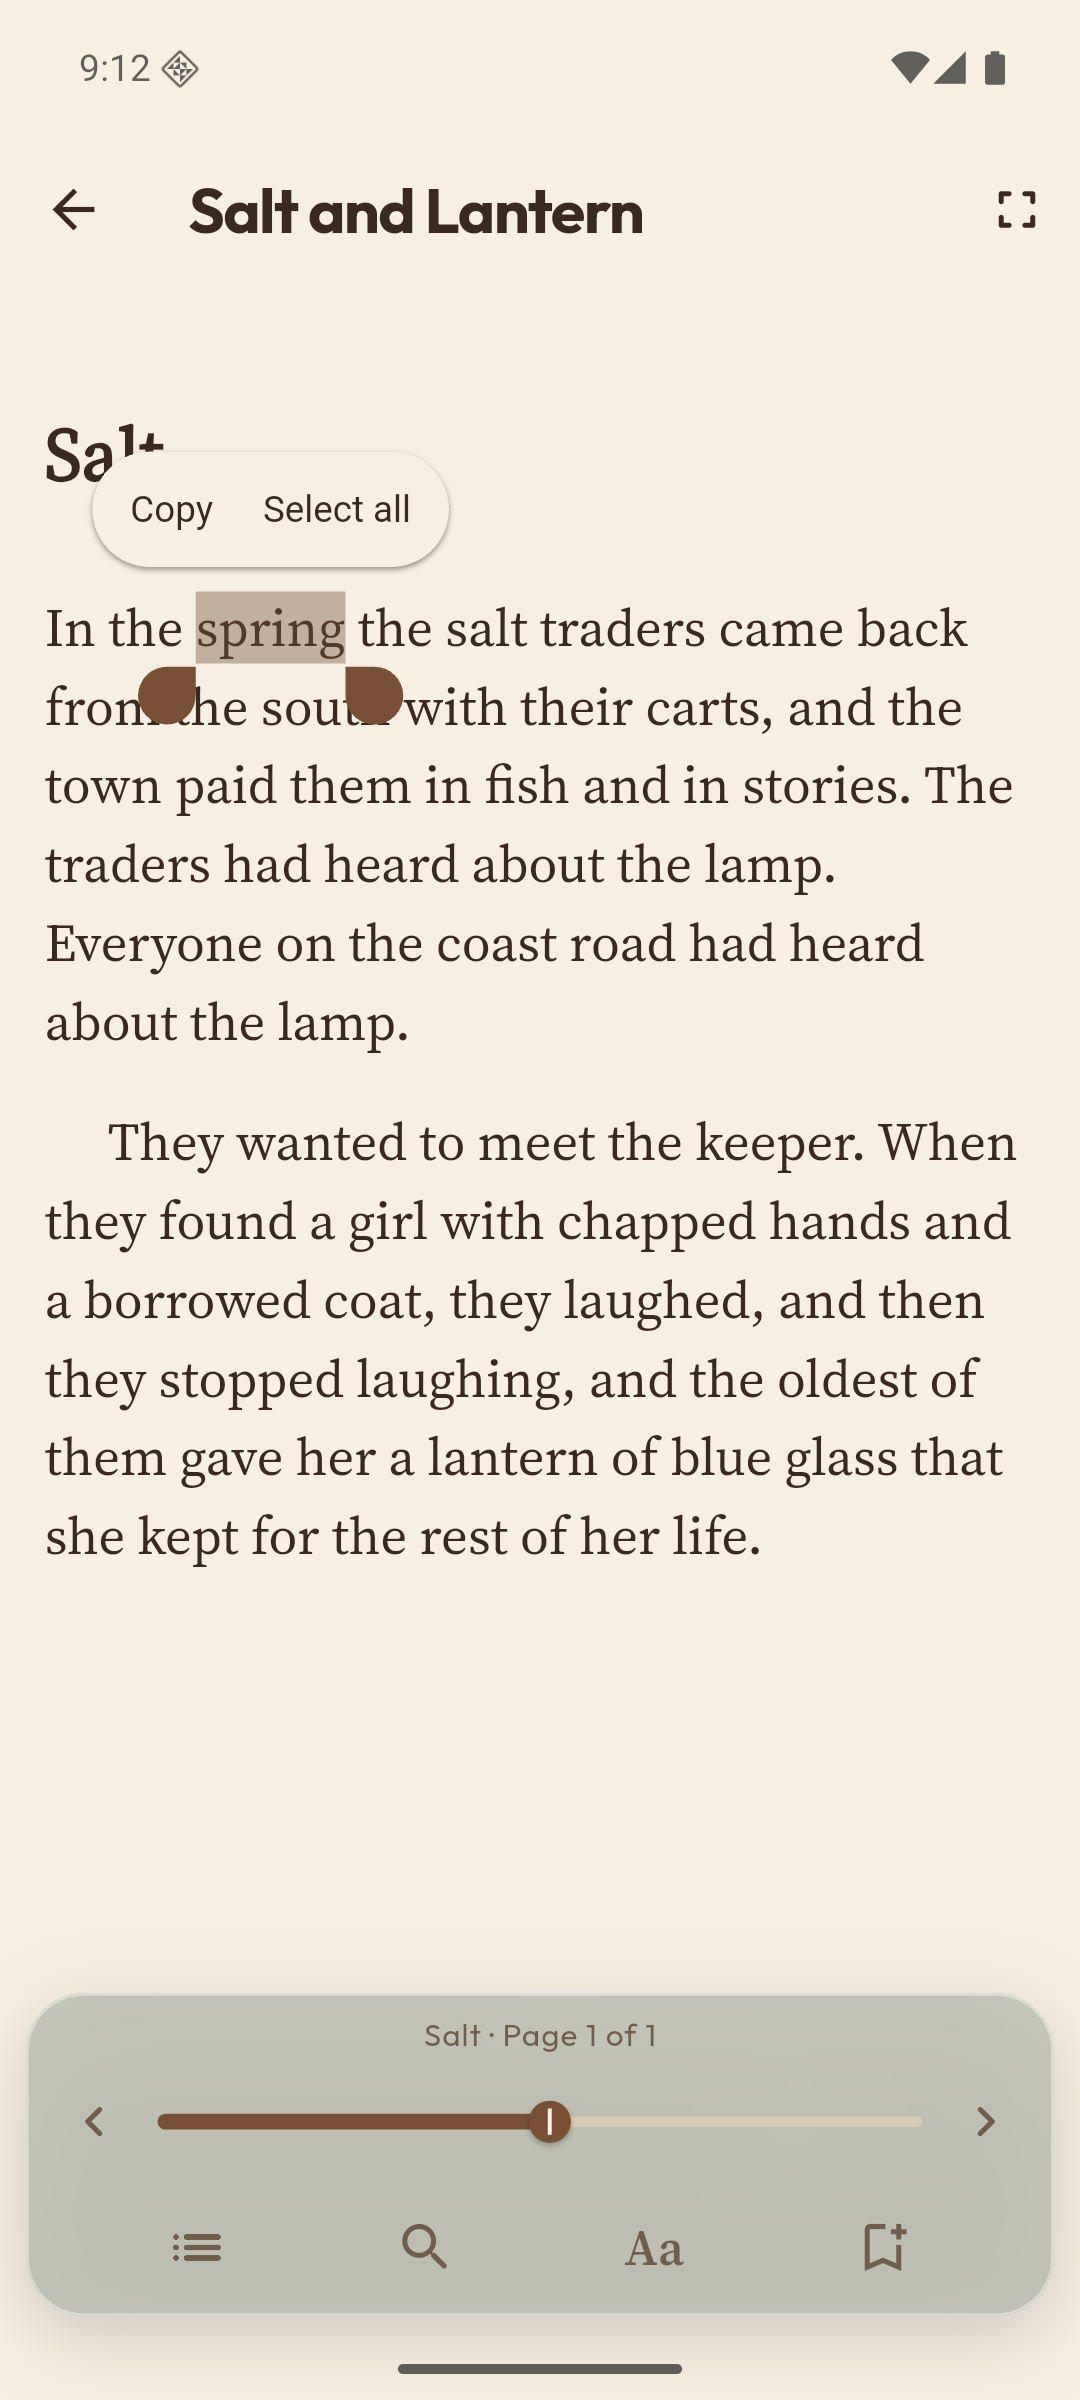 9:12
Salt and Lantern
Salt
Copy Select all
In the spring the salt traders came back
from the south with their carts, and the
town paid them in fish and in stories. The
traders had heard about the lamp.
Everyone on the coast road had heard
about the lamp.
They wanted to meet the keeper. When
they found a girl with chapped hands and
a borrowed coat, they laughed, and then
they stopped laughing, and the oldest of
them gave her a lantern of blue glass that
she kept for the rest of her life.
Salt · Page 1 of 1
Aa